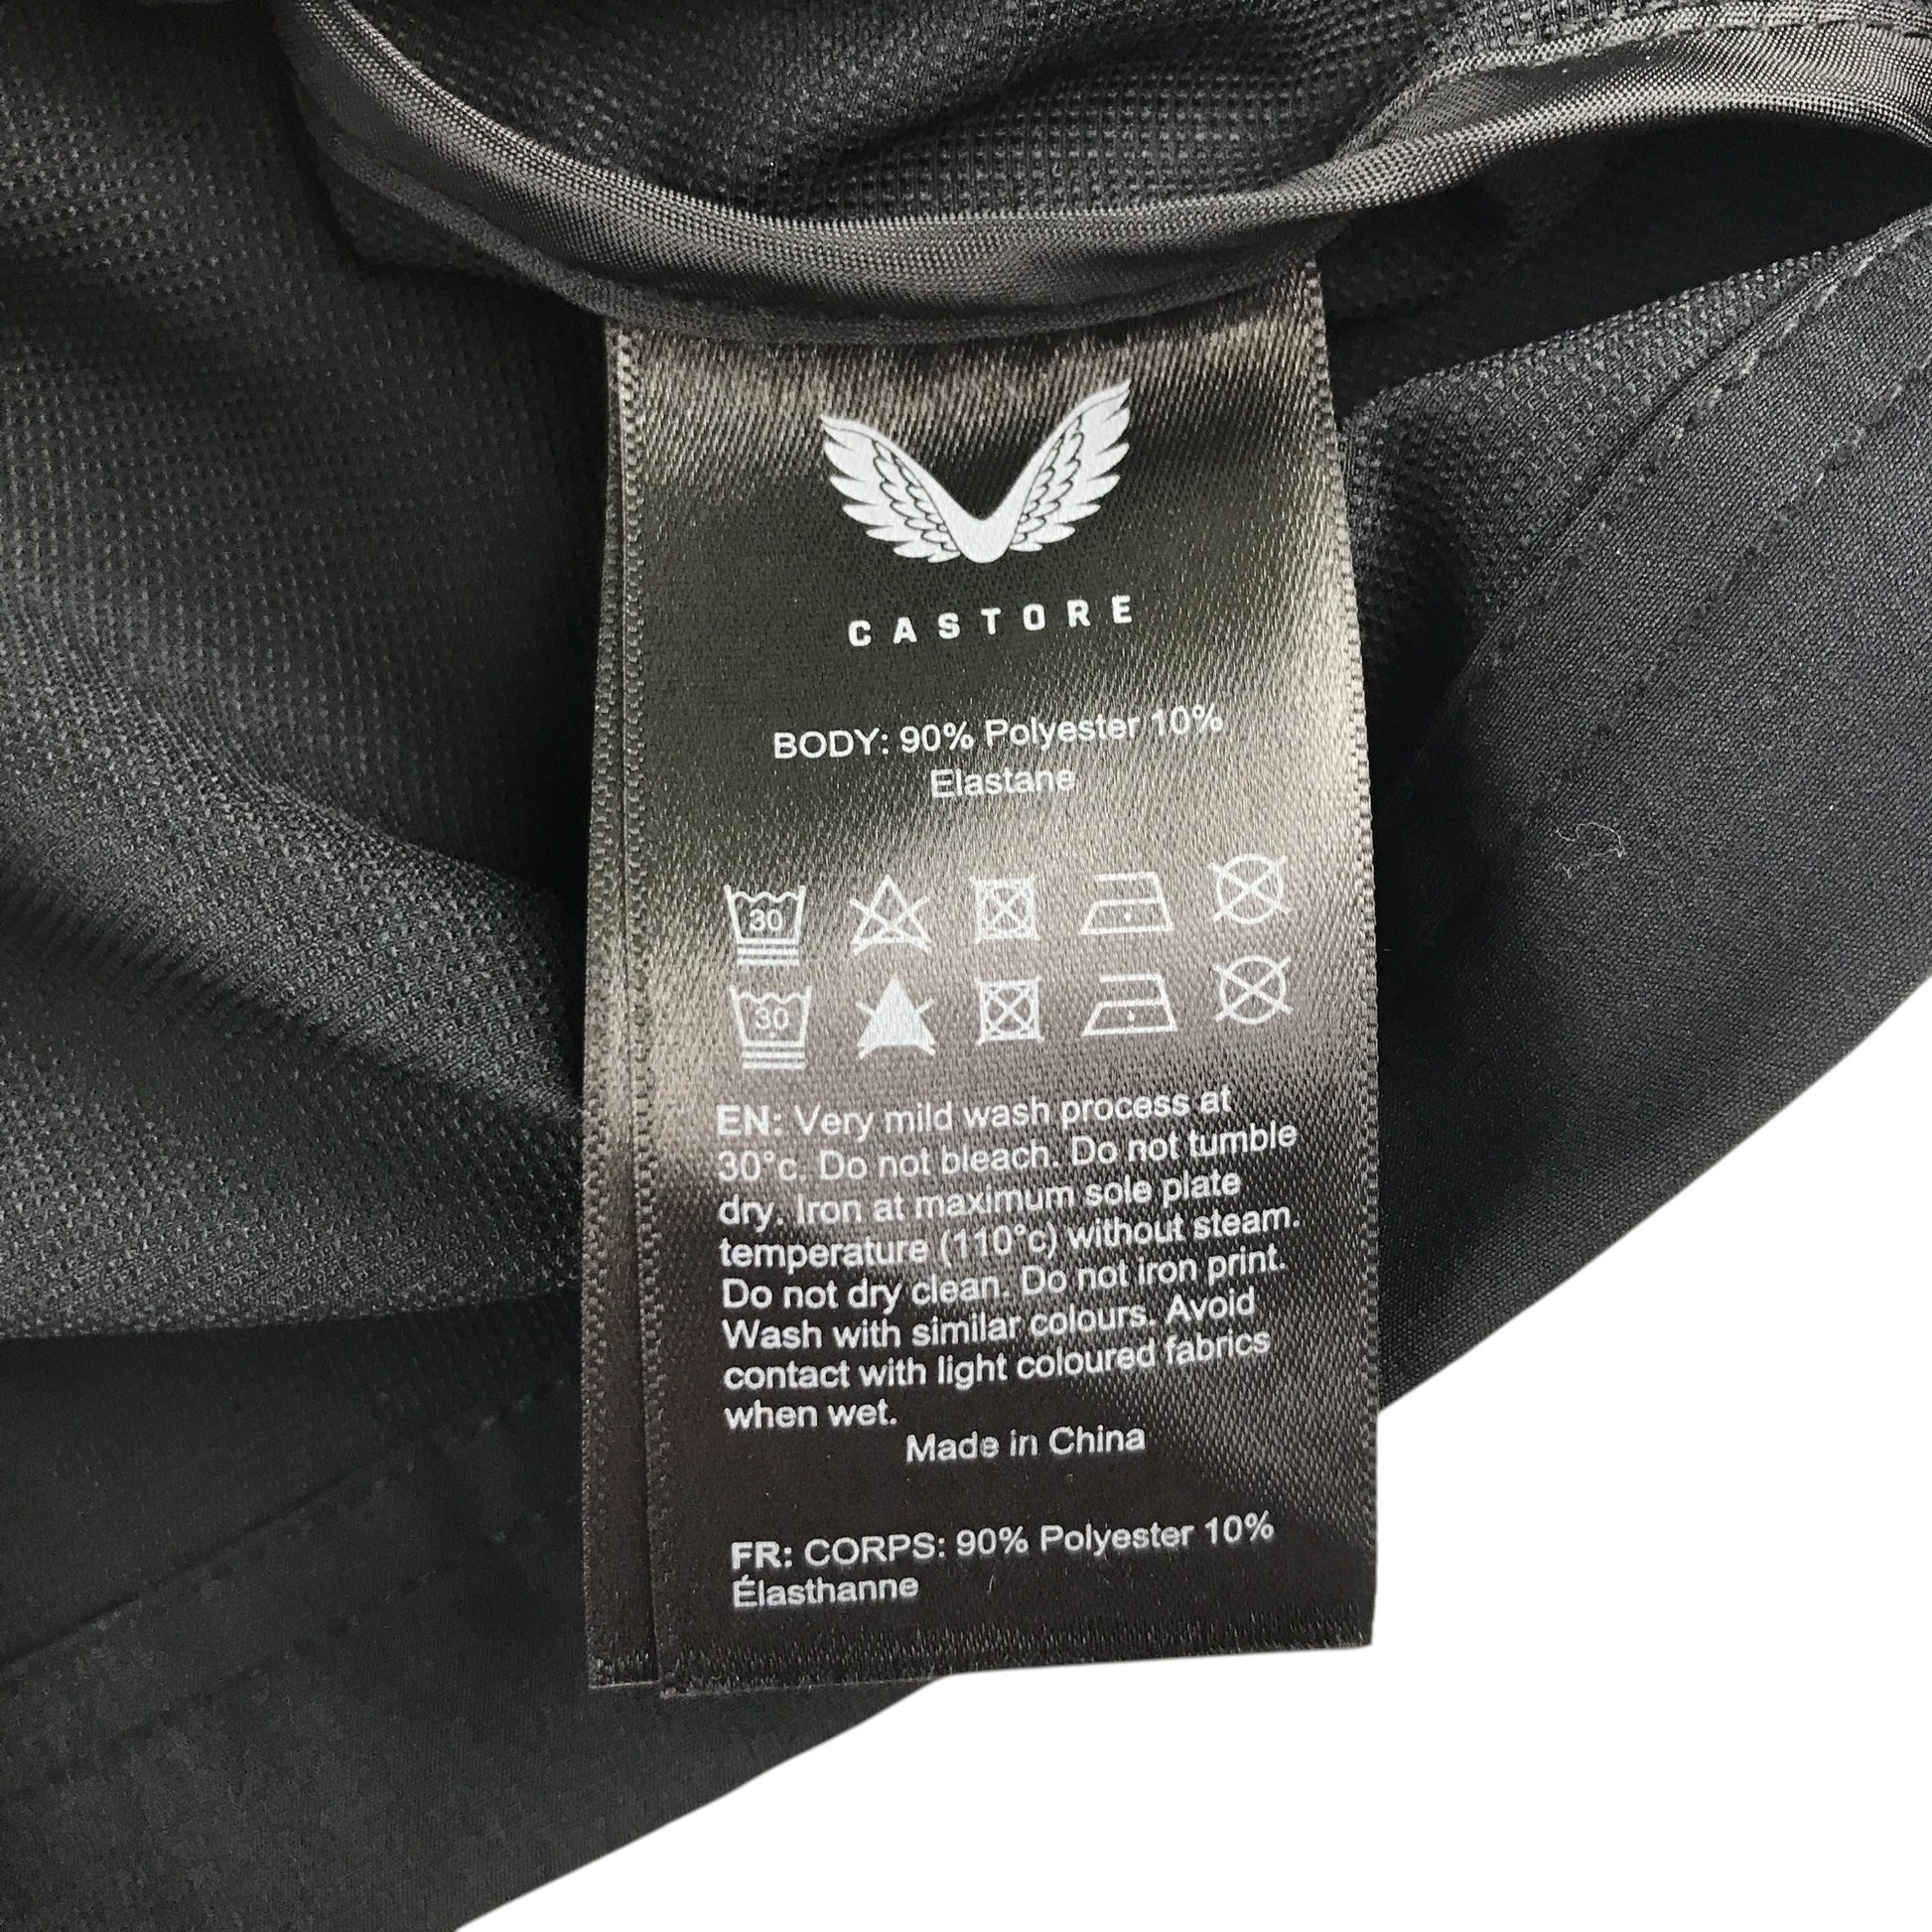 CASTORE
BODY: 90% Polyester 10%
Elastane
30
30
EN: Very mild wash process at
30°c. Do not bleach. Do not tumble
dry. Iron at maximum sole plate
temperature (110°c) without steam.
Do not dry clean. Do not iron print.
Wash with similar colours. Avoid
contact with light coloured fabrics
when wet.
Made in China
FR: CORPS: 90% Polyester 10%
Élasthanne